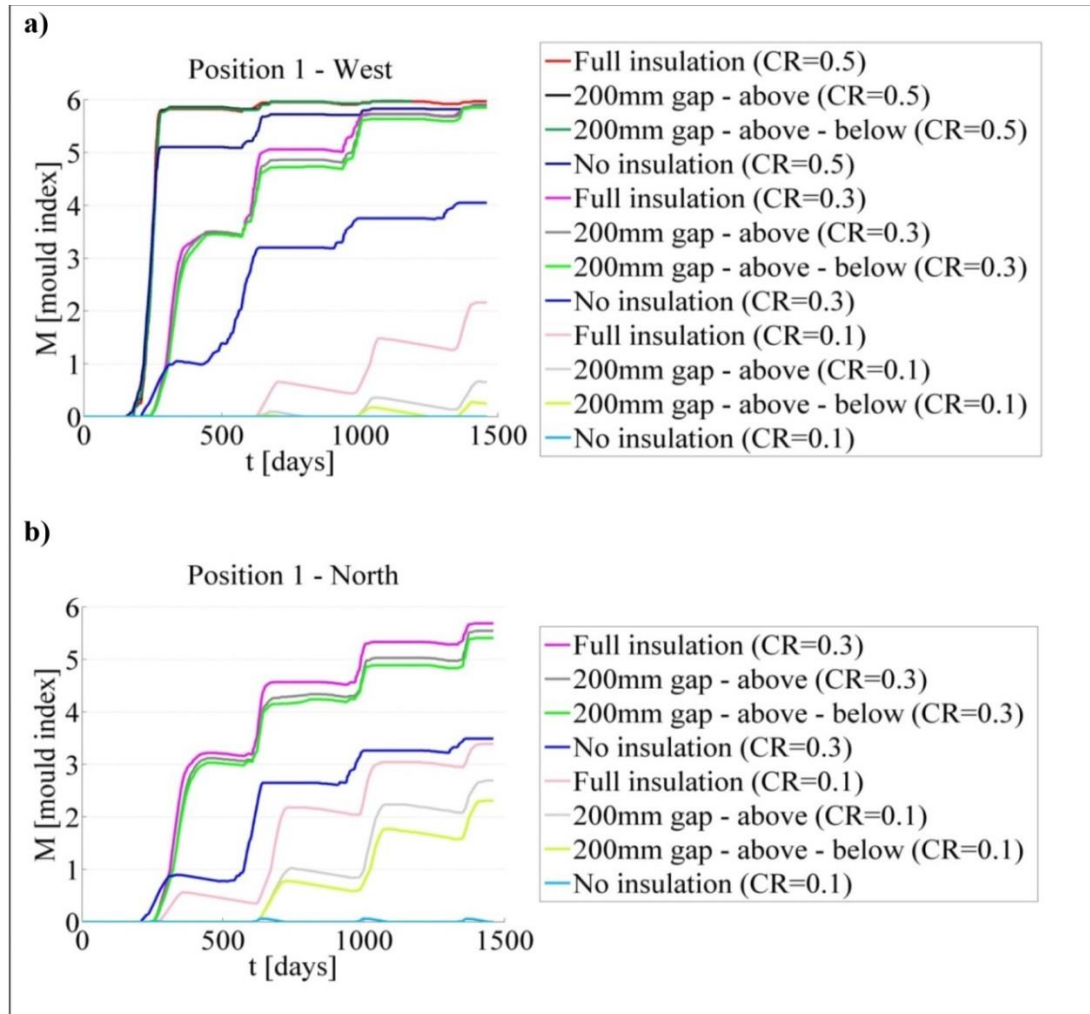 a)
Position 1 - West
6
5
4
3
2
1
0
M [mould index]
0 500 1000 1500
t [days]
Full insulation (CR=0.5)
200mm gap - above (CR=0.5)
200mm gap - above - below (CR=0.5)
No insulation (CR=0.5)
Full insulation (CR=0.3)
200mm gap - above (CR=0.3)
200mm gap - above - below (CR=0.3)
No insulation (CR=0.3)
Full insulation (CR=0.1)
200mm gap - above (CR=0.1)
200mm gap - above - below (CR=0.1)
No insulation (CR=0.1)
b)
Position 1 - North
6
5
4
3
2
1
0
M [mould index]
0 500 1000 1500
t [days]
Full insulation (CR=0.3)
200mm gap - above (CR=0.3)
200mm gap - above - below (CR=0.3)
No insulation (CR=0.3)
Full insulation (CR=0.1)
200mm gap - above (CR=0.1)
200mm gap - above - below (CR=0.1)
No insulation (CR=0.1)